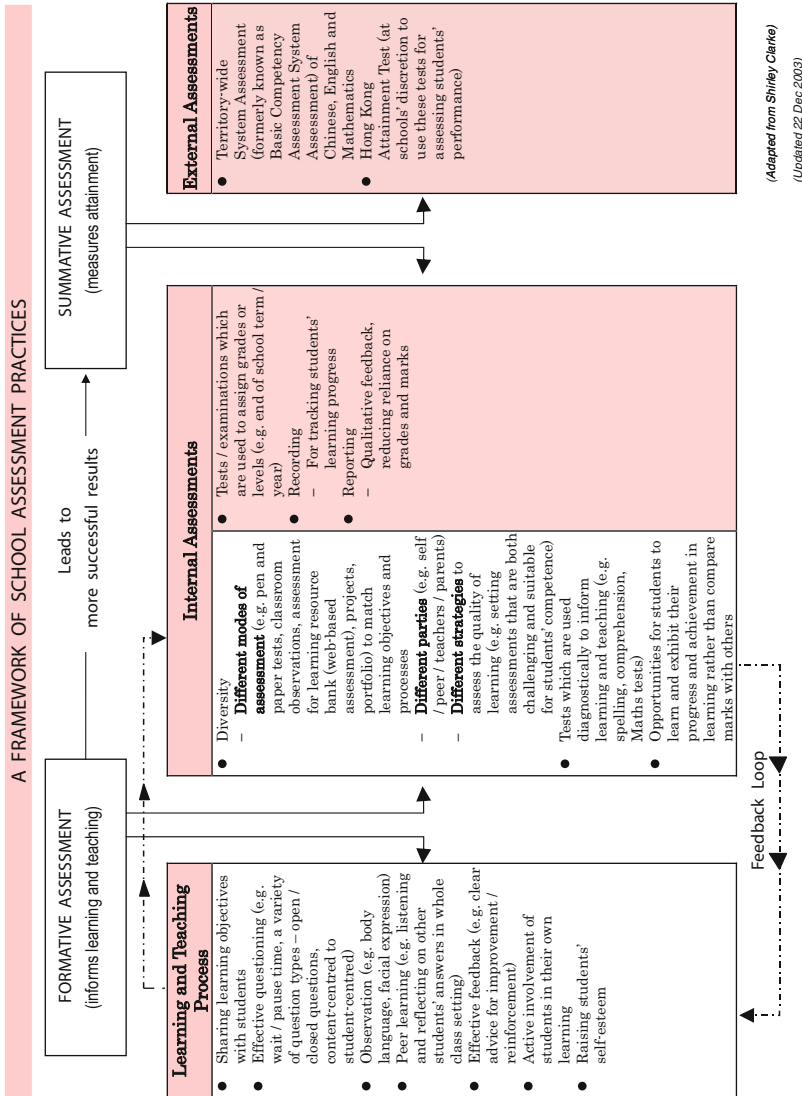 A FRAMEWORK OF SCHOOL ASSESSMENT PRACTICES
FORMATIVE ASSESSMENT
(informs learning and teaching)
Leads to
more successful results
SUMMATIVE ASSESSMENT
(measures attainment)
Learning and Teaching
Process
● Sharing learning objectives
with students
● Effective questioning (e.g.
wait / pause time, a variety
of question types – open /
closed questions,
content-centred to
student-centred)
● Observation (e.g. body
language, facial expression)
● Peer learning (e.g. listening
and reflecting on other
students' answers in whole
class setting)
● Effective feedback (e.g. clear
advice for improvement /
reinforcement)
● Active involvement of
students in their own
learning
● Raising students'
self-esteem
Internal Assessments
● Diversity
– Different modes of
assessment (e.g. pen and
paper tests, classroom
observations, assessment
for learning resource
bank (web-based
assessment), projects,
portfolio) to match
learning objectives and
processes
– Different parties (e.g. self
/ peer / teachers / parents)
– Different strategies to
assess the quality of
learning (e.g. setting
assessments that are both
challenging and suitable
for students' competence)
● Tests which are used
diagnostically to inform
learning and teaching (e.g.
spelling, comprehension,
Maths tests)
● Opportunities for students to
learn and exhibit their
progress and achievement in
learning rather than compare
marks with others
● Tests / examinations which
are used to assign grades or
levels (e.g. end of school term /
year)
● Recording
– For tracking students'
learning progress
● Reporting
– Qualitative feedback,
reducing reliance on
grades and marks
External Assessments
● Territory-wide
System Assessment
(formerly known as
Basic Competency
Assessment System
Assessment) of
Chinese, English and
Mathematics
● Hong Kong
Attainment Test (at
schools' discretion to
use these tests for
assessing students'
performance)
Feedback Loop
(Adapted from Shirley Clarke)
(Updated 22 Dec 2003)